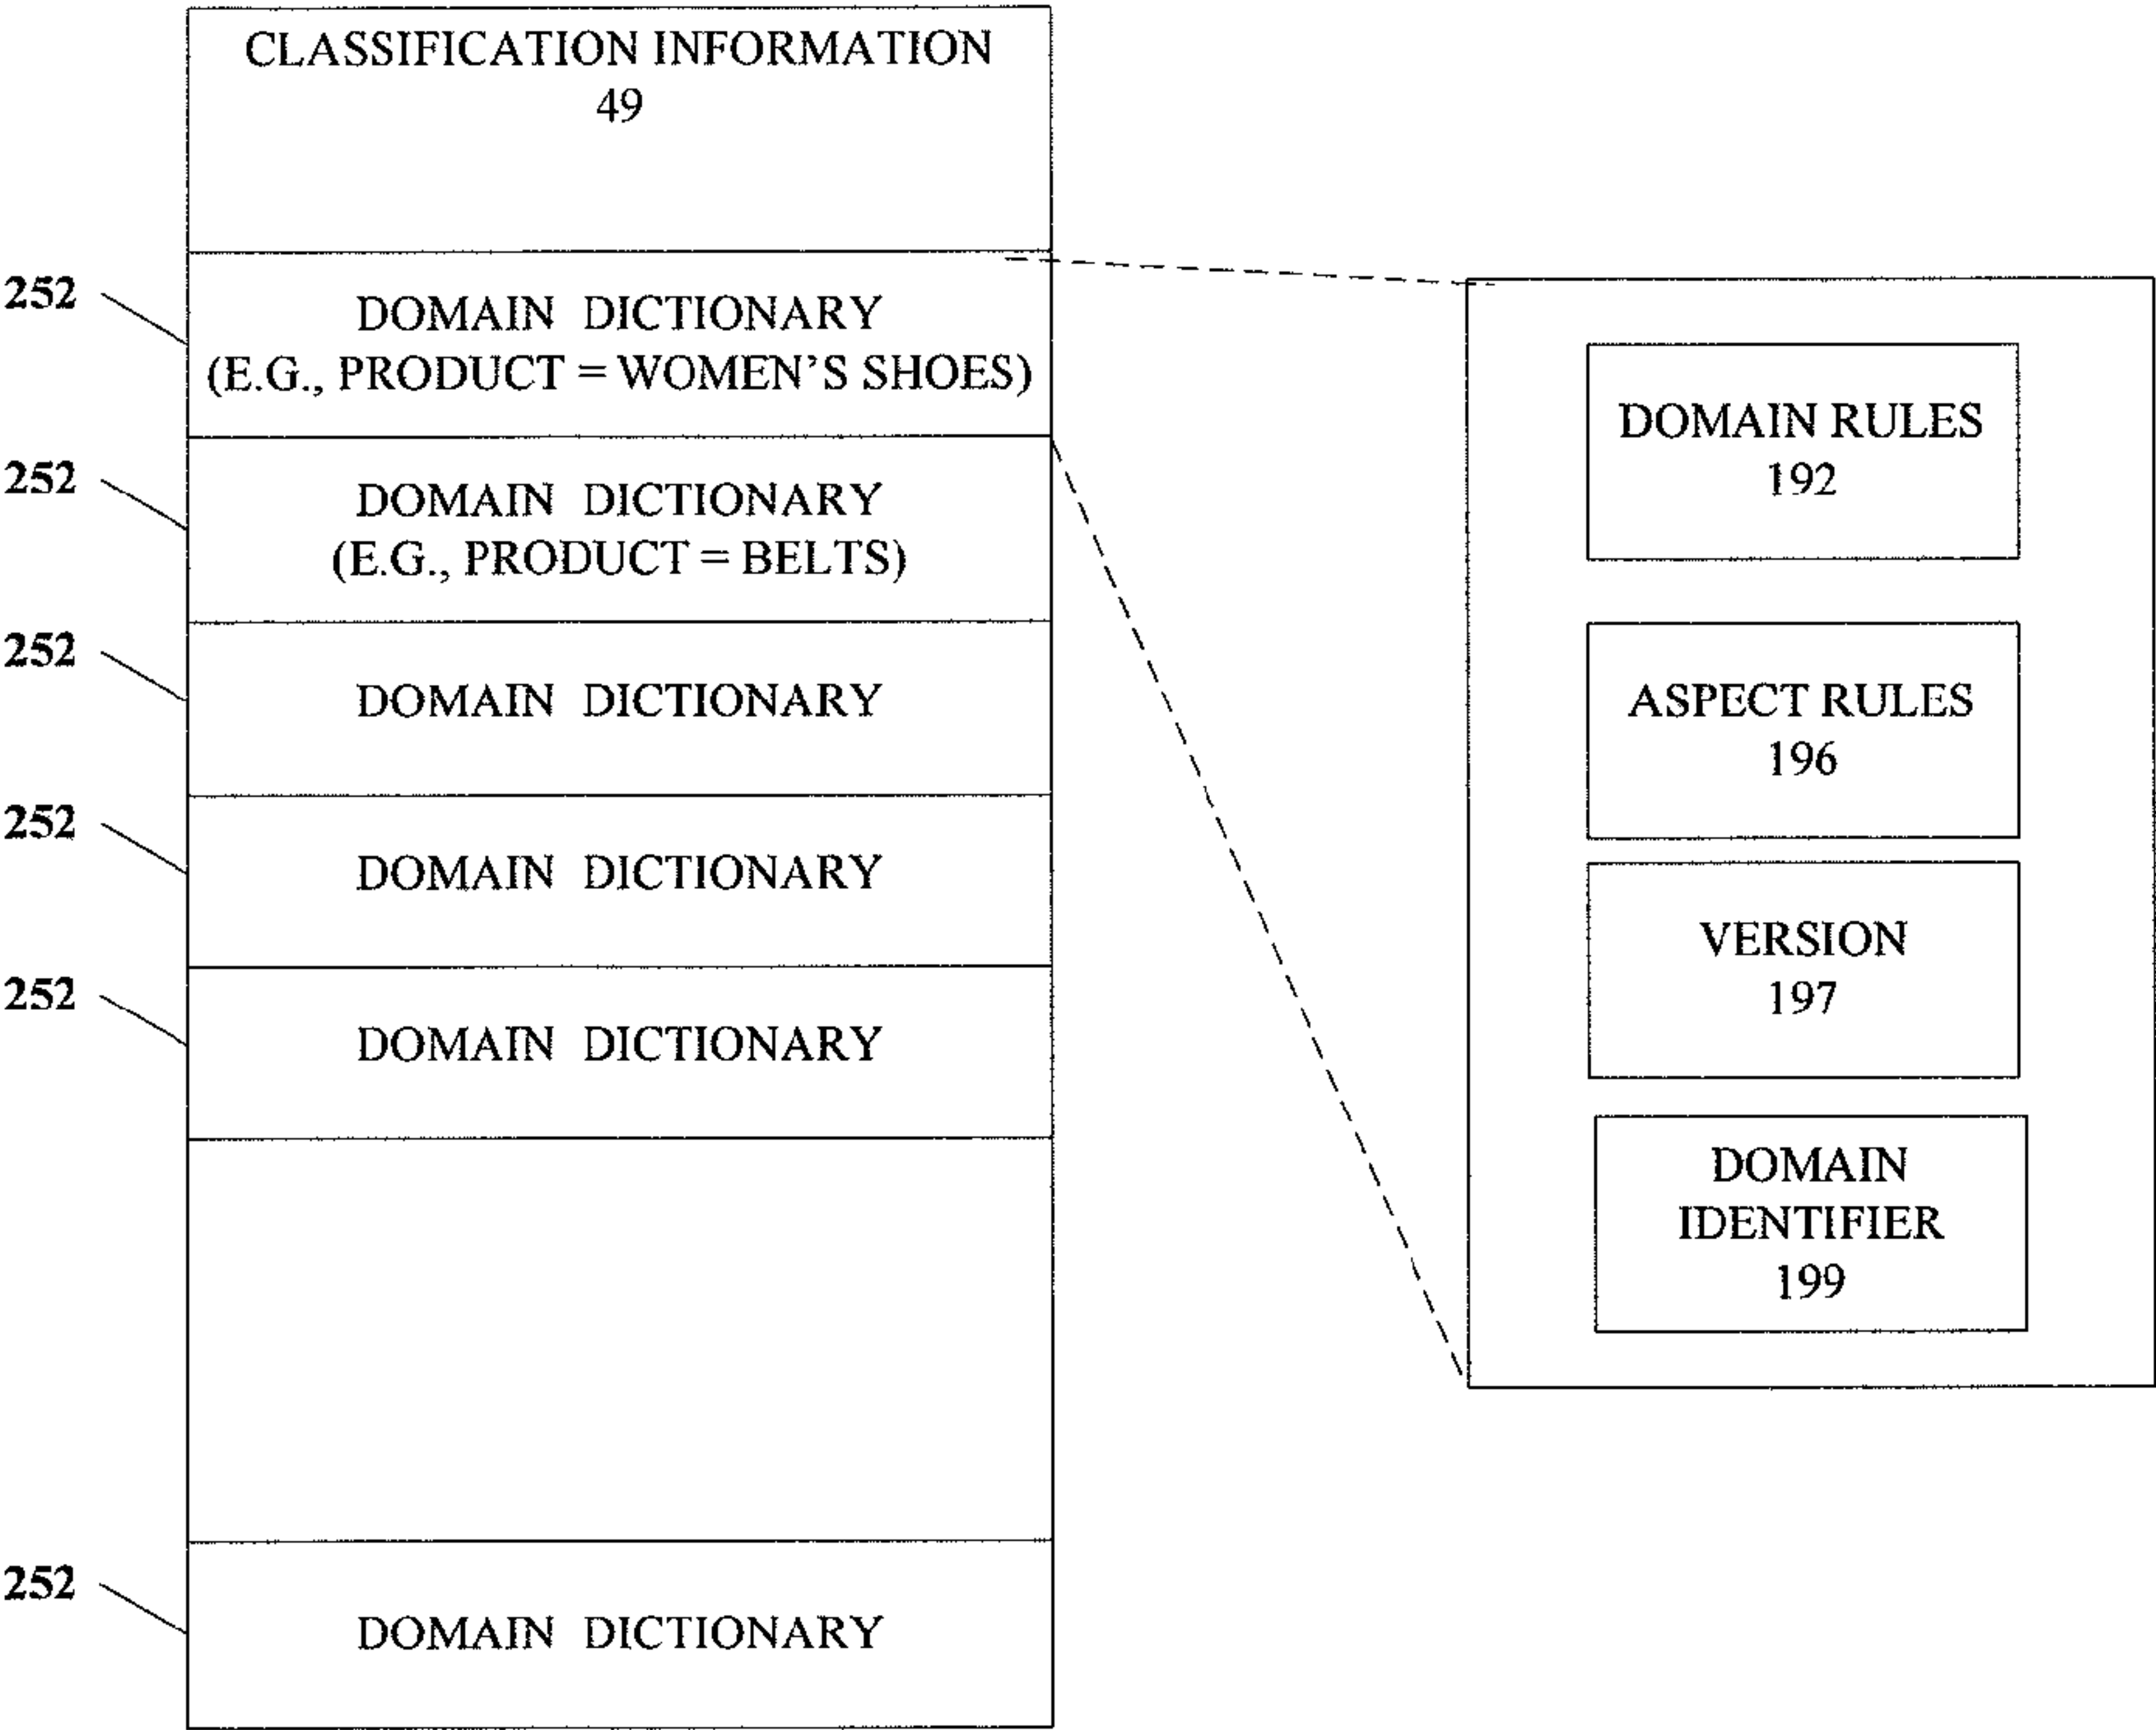 CLASSIFICATION INFORMATION
49
252
DOMAIN DICTIONARY
(E.G., PRODUCT = WOMEN'S SHOES)
252
DOMAIN DICTIONARY
(E.G., PRODUCT = BELTS)
252
DOMAIN DICTIONARY
252
DOMAIN DICTIONARY
252
DOMAIN DICTIONARY
252
DOMAIN DICTIONARY
DOMAIN RULES
192
ASPECT RULES
196
VERSION
197
DOMAIN
IDENTIFIER
199